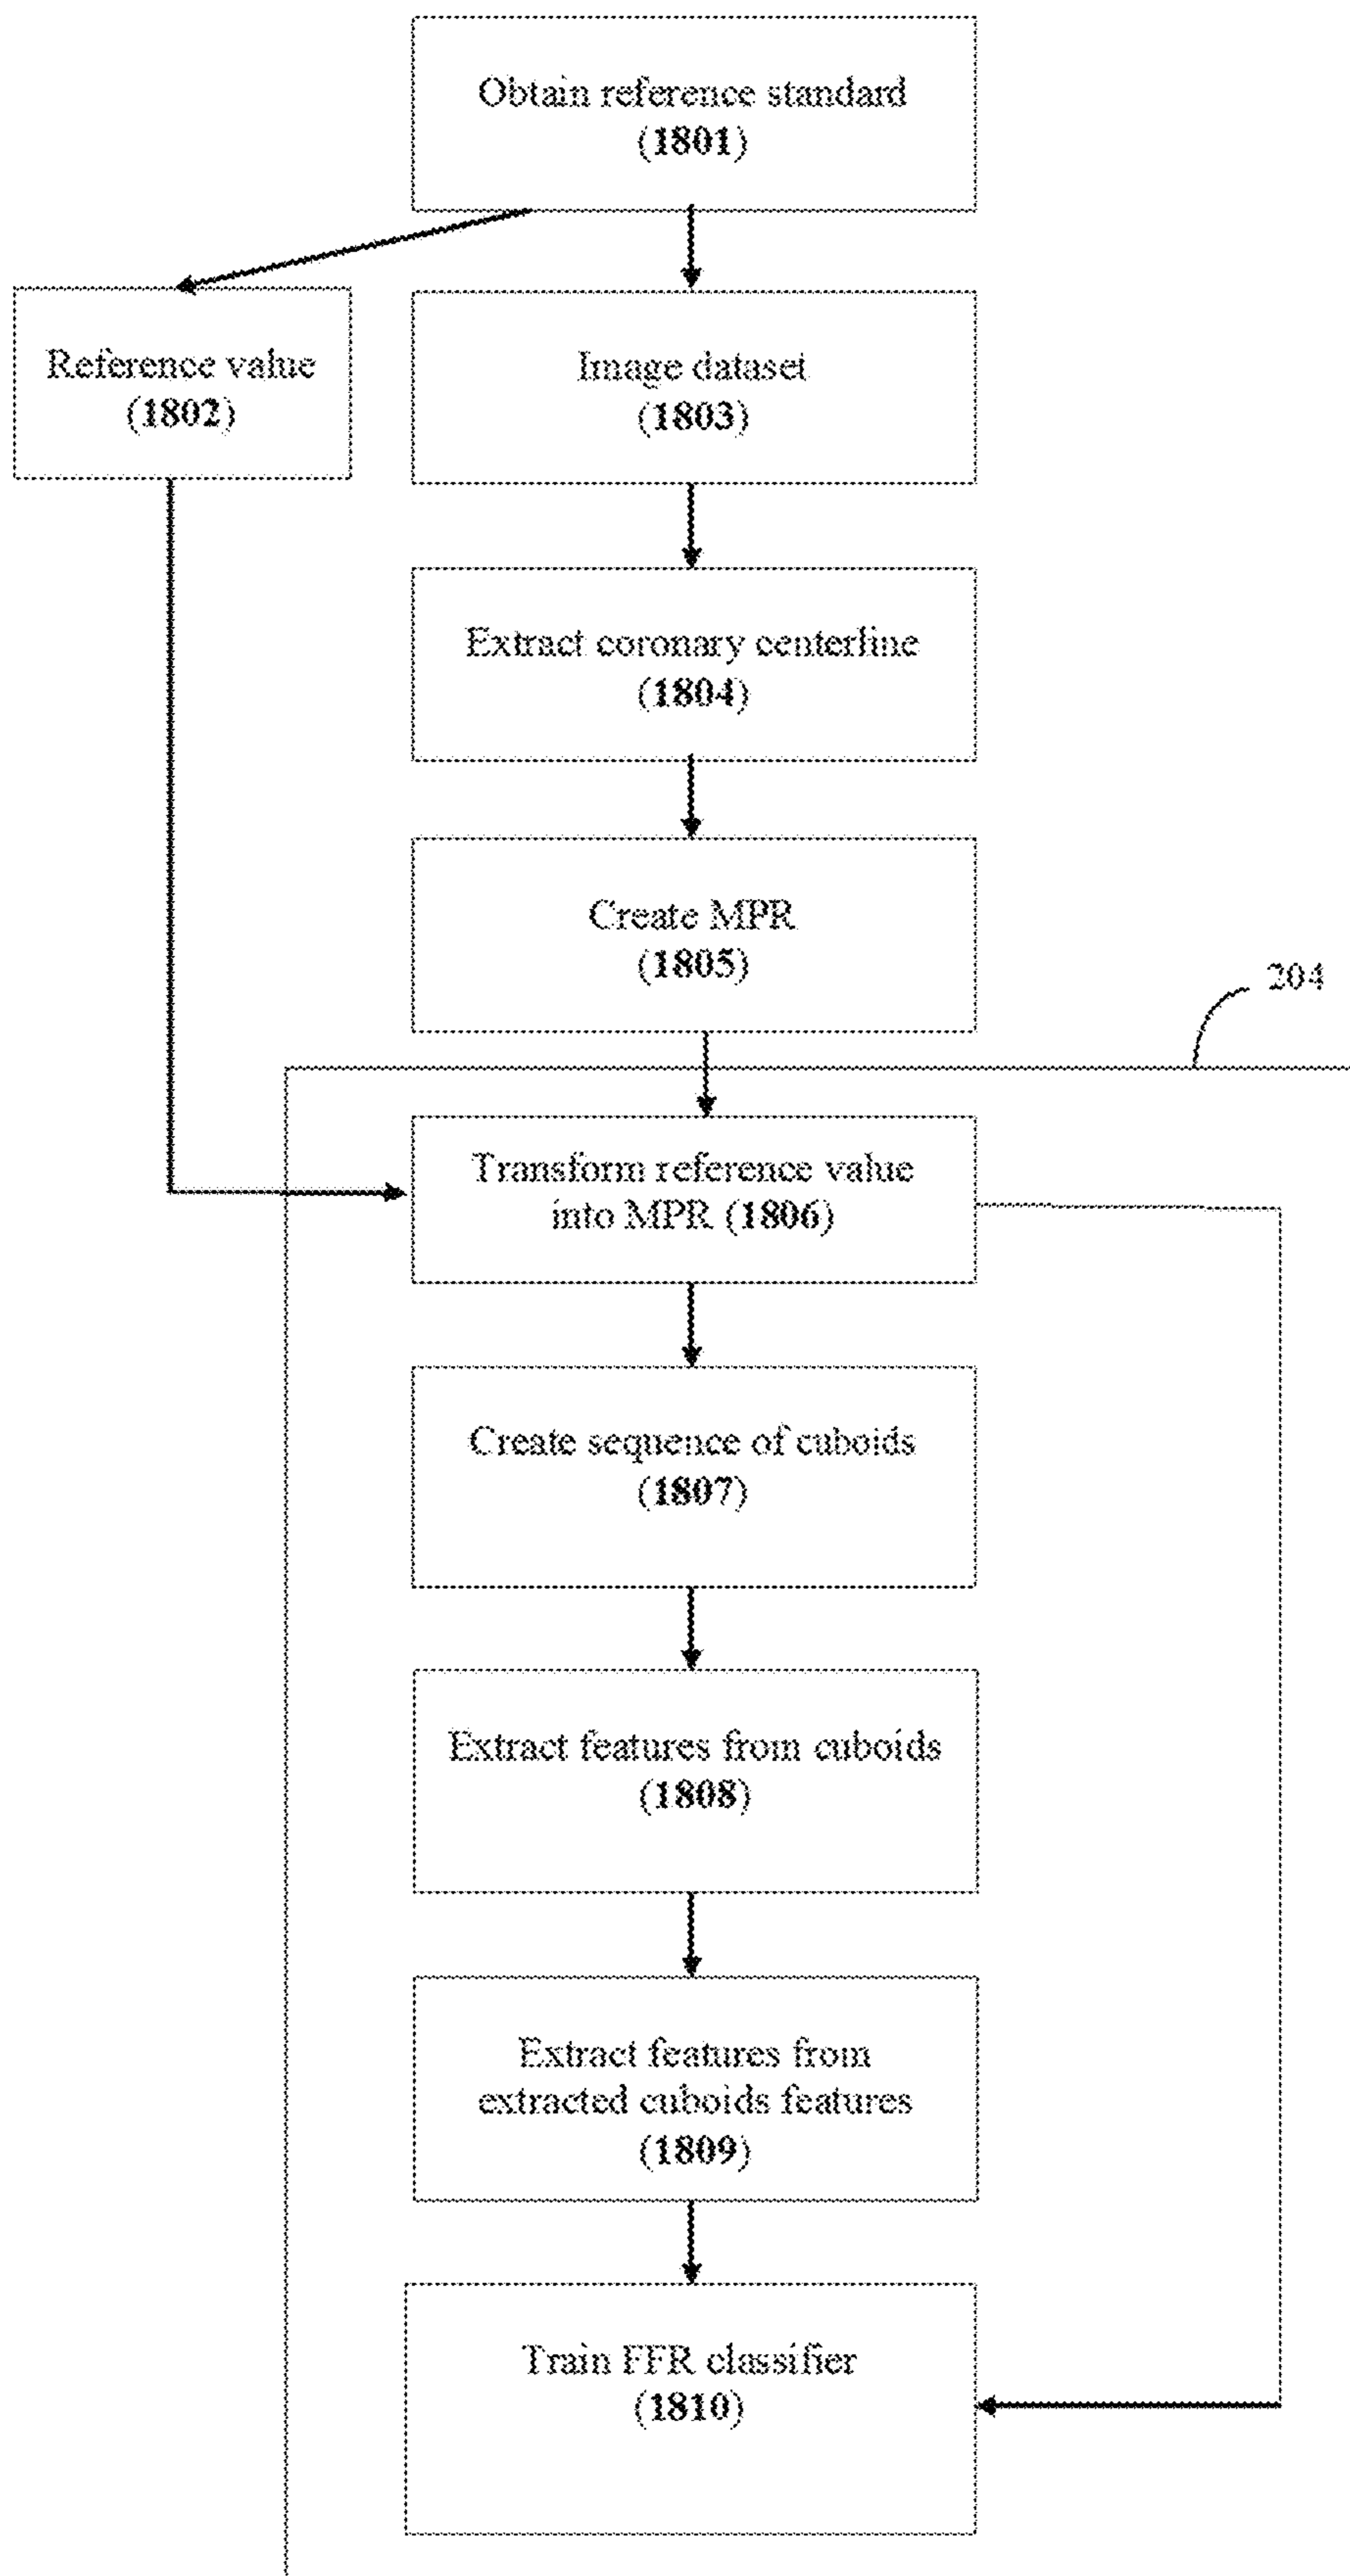 Obtain reference standard
(1801)
Reference value
(1802)
Image dataset
(1803)
Extract coronary centerline
(1804)
Create MPR
(1805)
204
Transform reference value
into MPR (1806)
Create sequence of cuboids
(1807)
Extract features from cuboids
(1808)
Extract features from
extracted cuboids features
(1809)
Train FFR classifier
(1810)